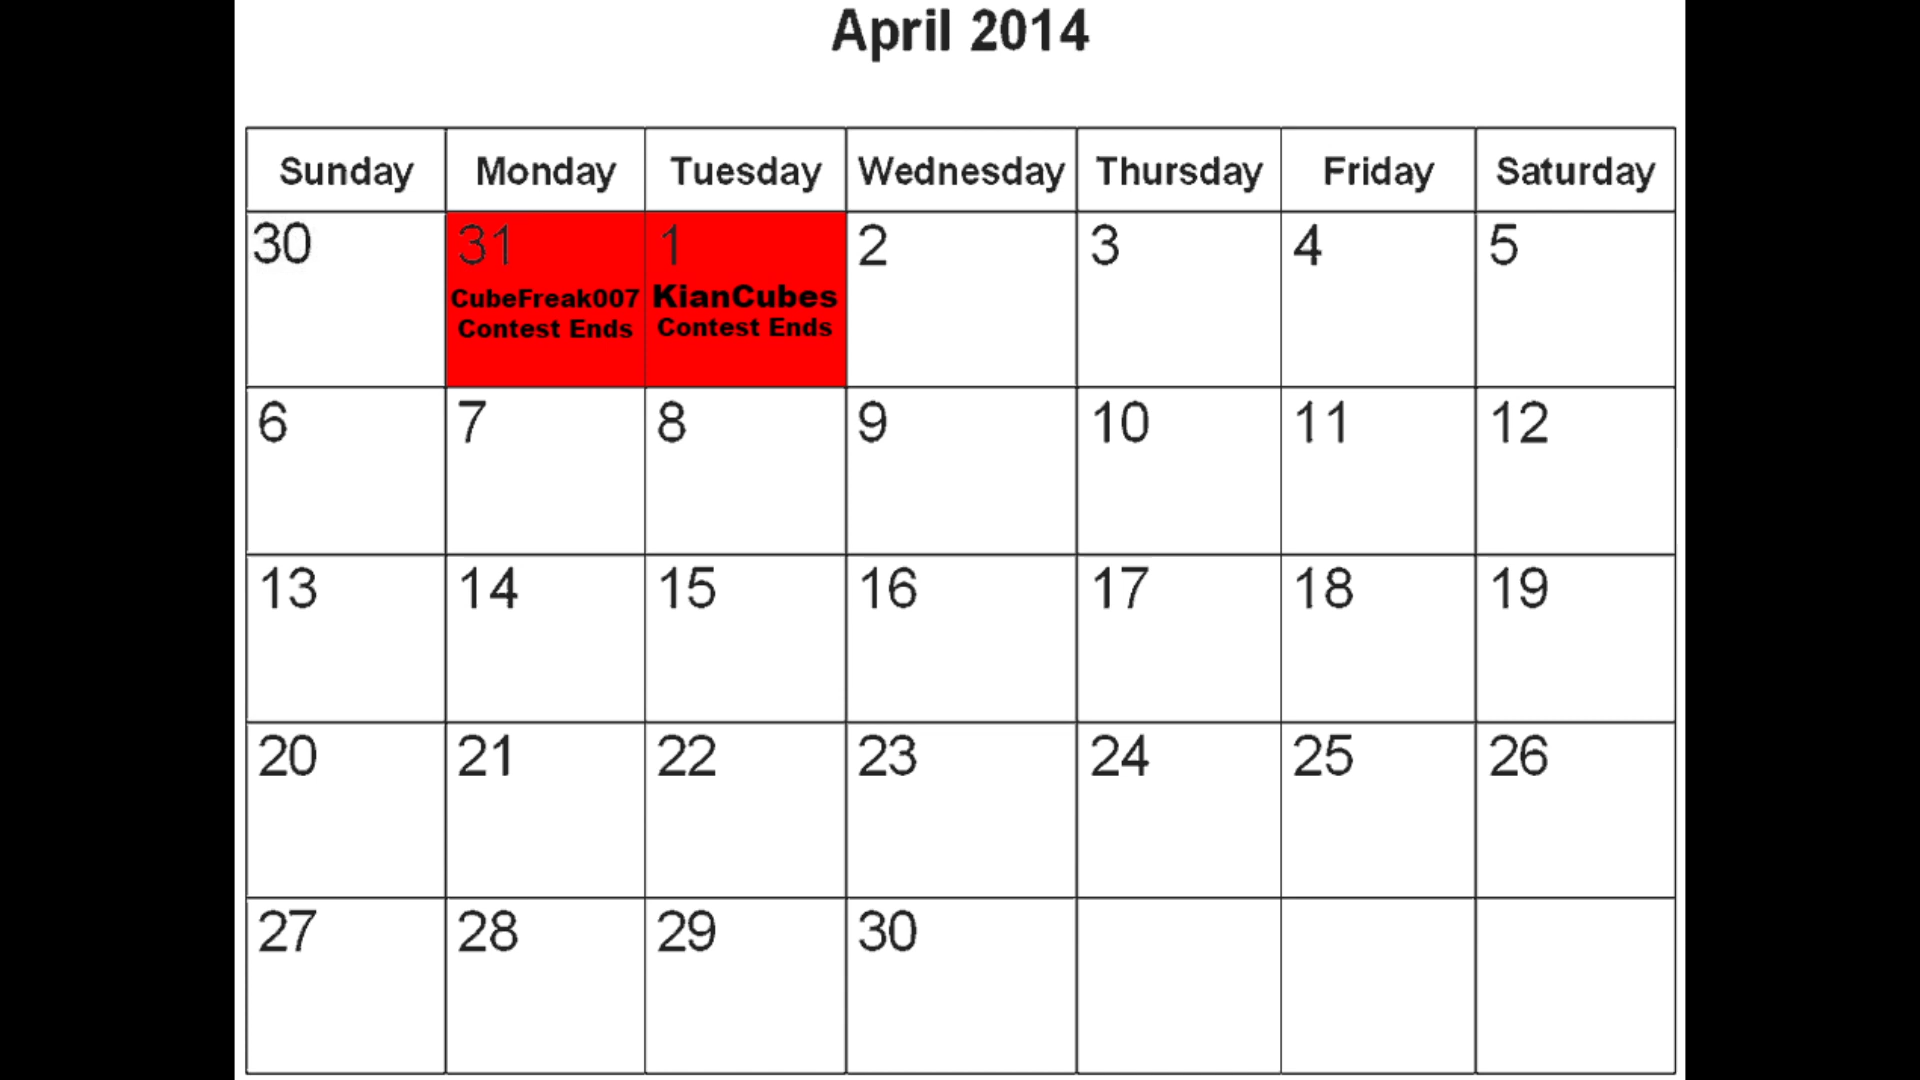 April 2014
Sunday Monday Tuesday Wednesday Thursday Friday Saturday
30 31 1 2 3 4 5
CubeFreak007 KianCubes
Contest Ends Contest Ends
6 7 8 9 10 11 12
13 14 15 16 17 18 19
20 21 22 23 24 25 26
27 28 29 30